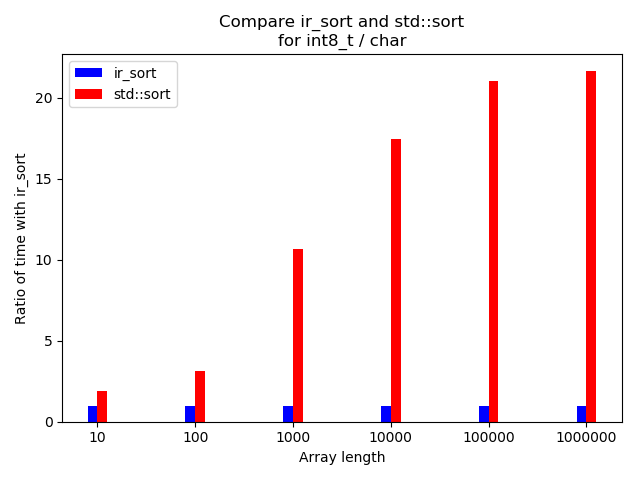 Compare ir_sort and std::sort
for int8_t / char
ir_sort
std::sort
Ratio of time with ir_sort
20
15
10
5
0
10 100 1000 10000 100000 1000000
Array length